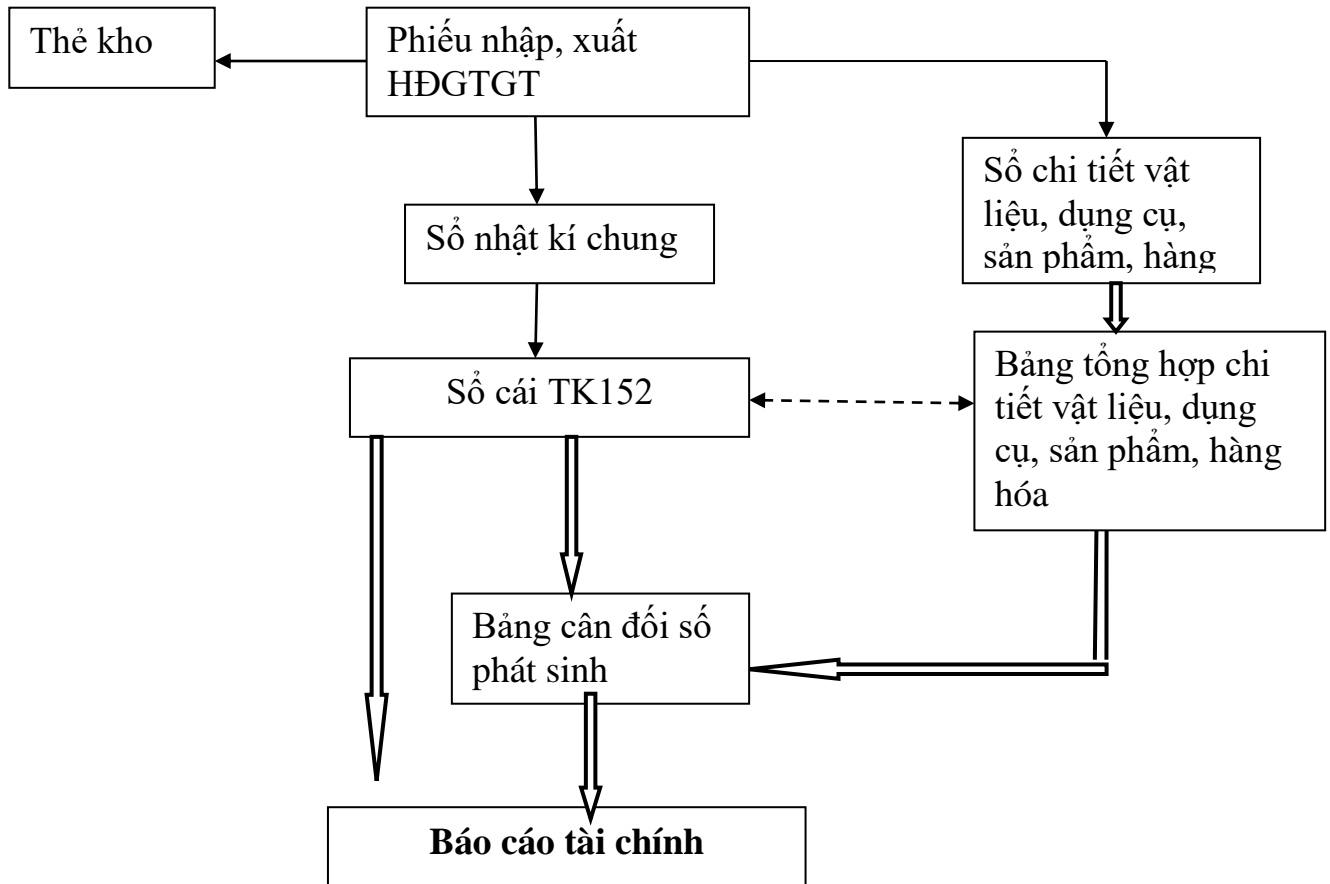 Thẻ kho
Phiếu nhập, xuất
HĐGTGT
Sổ chi tiết vật
liệu, dụng cụ,
sản phẩm, hàng
Sổ nhật kí chung
Sổ cái TK152
Bảng tổng hợp chi
tiết vật liệu, dụng
cụ, sản phẩm, hàng
hóa
Bảng cân đối số
phát sinh
Báo cáo tài chính